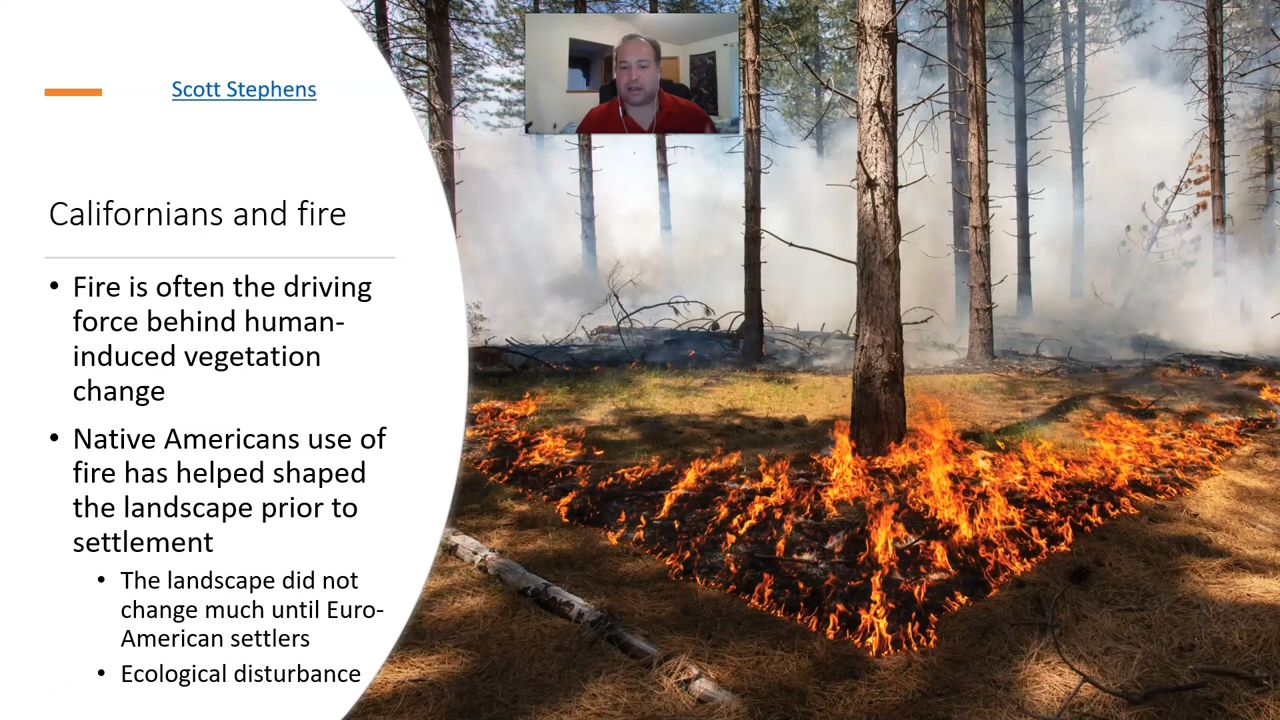 Scott Stephens
Californians and fire
• Fire is often the driving
force behind human-
induced vegetation
change
• Native Americans use of
fire has helped shaped
the landscape prior to
settlement
• The landscape did not
change much until Euro-
American settlers
• Ecological disturbance